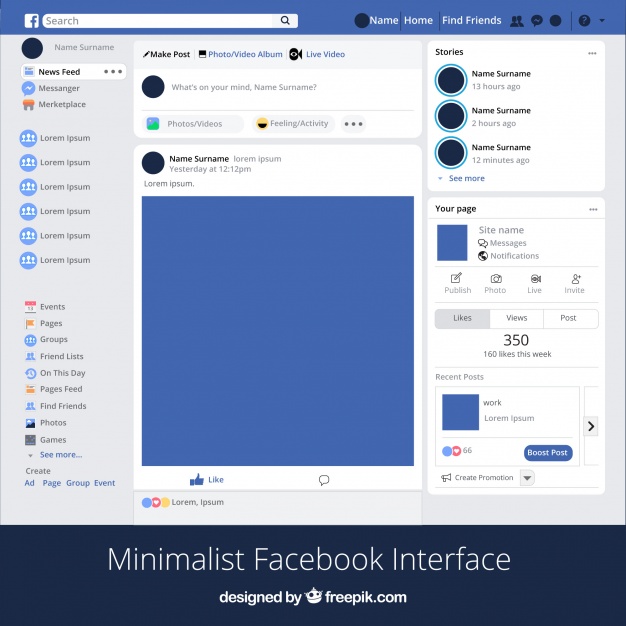 f Search Name Home Find Friends ?
Name Surname
News Feed
Messanger
Merketplace
Lorem Ipsum
Lorem Ipsum
Lorem Ipsum
Lorem Ipsum
Lorem Ipsum
Lorem Ipsum
Events
Pages
Groups
Friend Lists
On This Day
Pages Feed
Find Friends
Photos
Games
See more...
Create
Ad Page Group Event
Make Post Photo/Video Album Live Video
What's on your mind, Name Surname?
Photos/Videos Feeling/Activity
Name Surname lorem ipsum
Yesterday at 12:12pm
Lorem ipsum.
Like
Lorem, Ipsum
Stories
Name Surname
13 hours ago
Name Surname
2 hours ago
Name Surname
12 minutes ago
See more
Your page
Site name
Messages
Notifications
Publish Photo Live Invite
Likes Views Post
350
160 likes this week
Recent Posts
work
Lorem Ipsum
66 Boost Post
Create Promotion
Minimalist Facebook Interface
designed by freepik.com